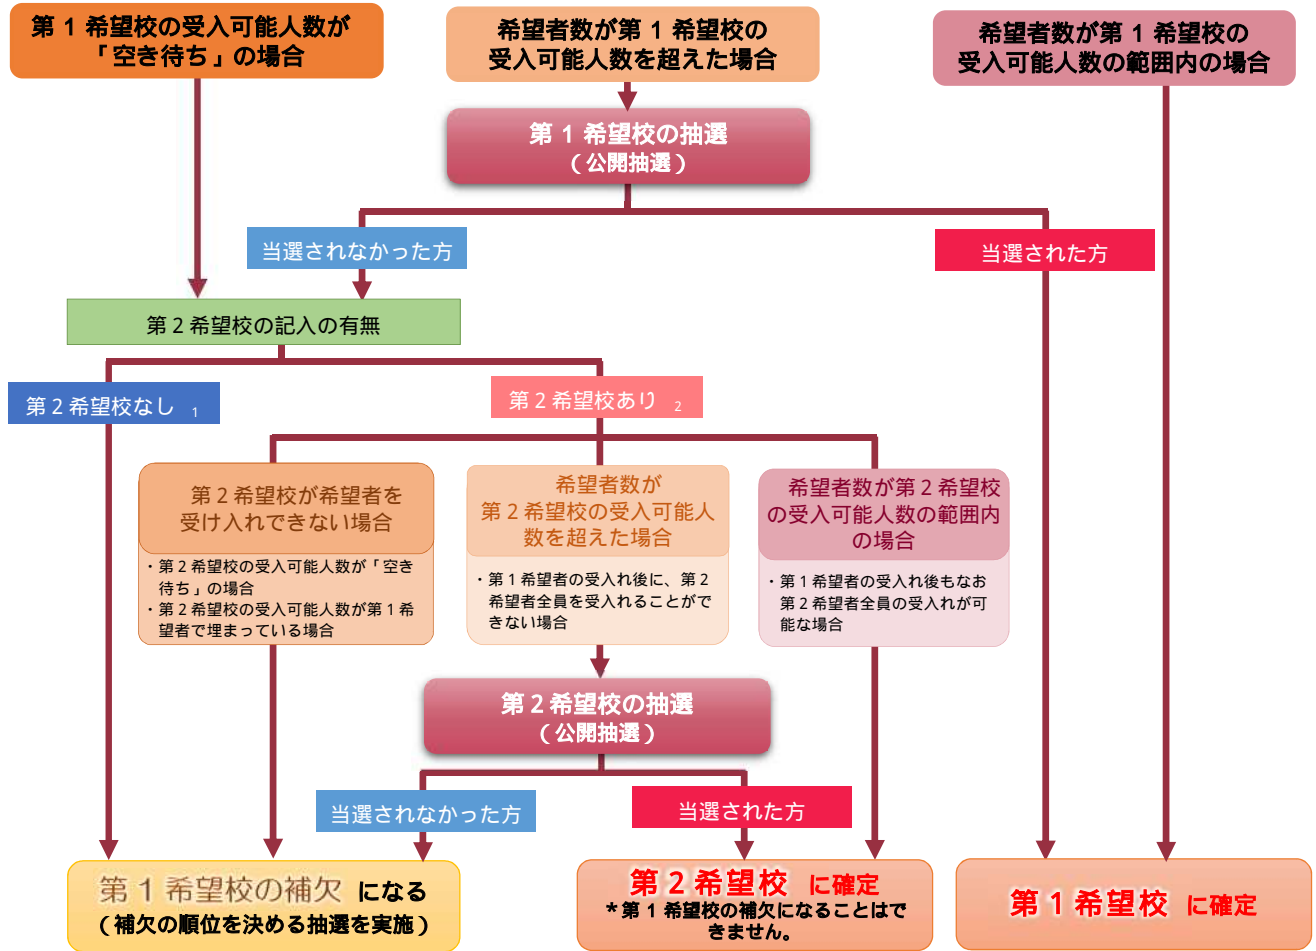 第1希望校の受入可能人数が
「空き待ち」の場合
希望者数が第1希望校の
受入可能人数を超えた場合
希望者数が第1希望校の
受入可能人数の範囲内の場合
第1希望校の抽選
(公開抽選)
当選されなかった方
当選された方
第2希望校の記入の有無
第2希望校なし 1
第2希望校あり 2
第2希望校が希望者を
受け入れできない場合
・第2希望校の受入可能人数が「空き
待ち」の場合
・第2希望校の受入可能人数が第1希
望者で埋まっている場合
希望者数が
第2希望校の受入可能人
数を超えた場合
・第1希望者の受入れ後に、第2
希望者全員を受入れることがで
きない場合
希望者数が第2希望校
の受入可能人数の範囲内
の場合
・第1希望者の受入れ後もなお
第2希望者全員の受入れが可
能な場合
第2希望校の抽選
(公開抽選)
当選されなかった方
当選された方
第1希望校の補欠 になる
(補欠の順位を決める抽選を実施)
第2希望校 に確定
*第1希望校の補欠になることはで
きません。
第1希望校 に確定